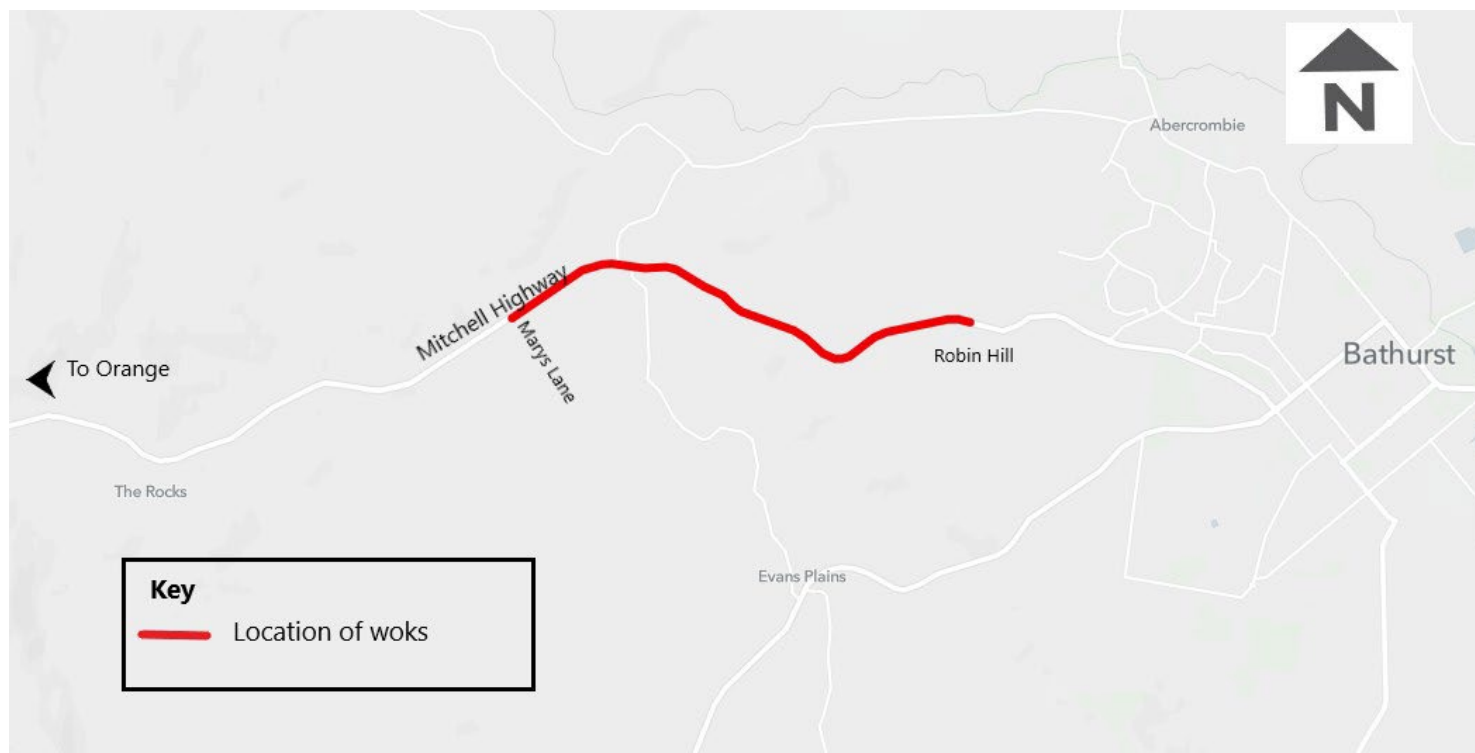 N
Abercrombie
Mitchell Highway
Marys Lane
Robin Hill
Bathurst
To Orange
The Rocks
Evans Plains
Key
Location of woks